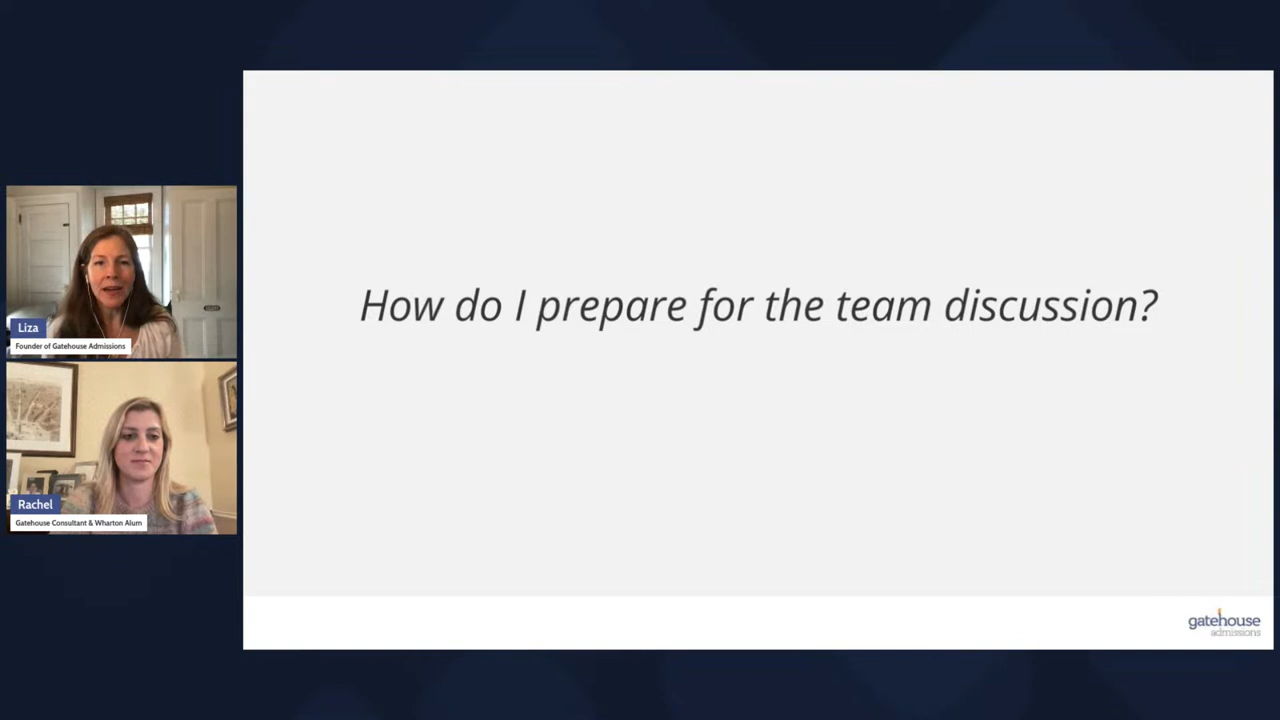 How do I prepare for the team discussion?
Liza
Founder of Gatehouse Admissions
Rachel
Gatehouse Consultant & Wharton Alum
gatehouse
admissions